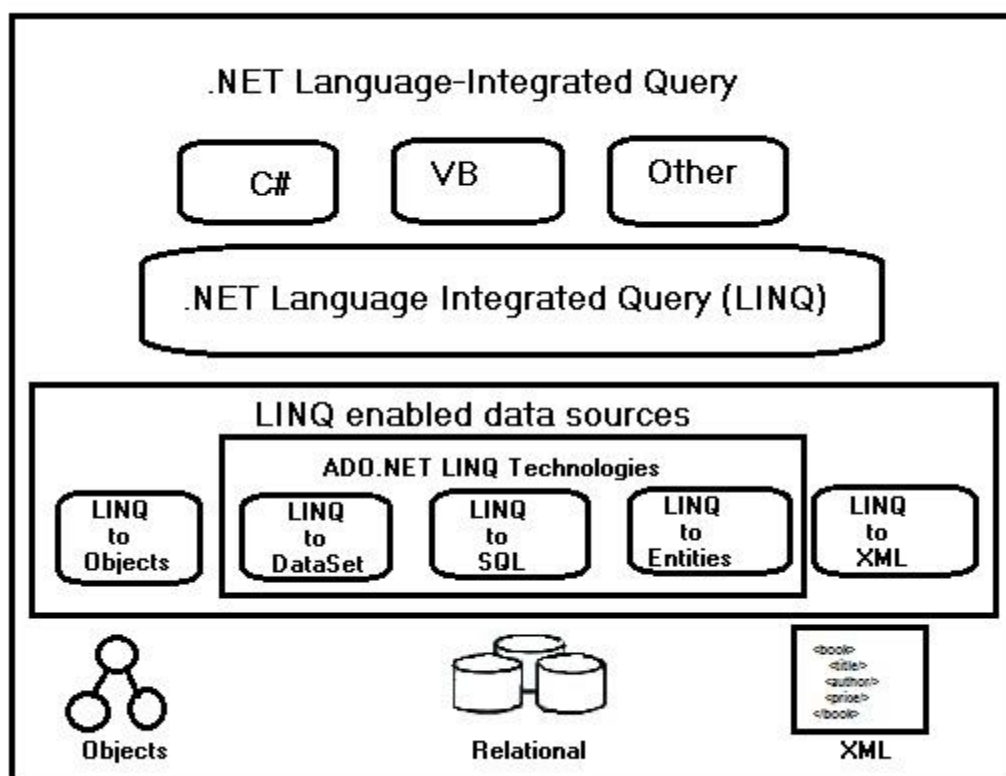 .NET Language-Integrated Query
C#
VB
Other
.NET Language Integrated Query (LINQ)
LINQ enabled data sources
ADO.NET LINQ Technologies
LINQ
to
Objects
LINQ
to
DataSet
LINQ
to
SQL
LINQ
to
Entities
LINQ
to
XML
<book>
<title/>
<author/>
<price/>
</book>
Objects
Relational
XML